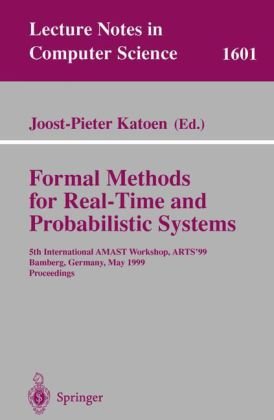 Lecture Notes in
Computer Science 1601
Joost-Pieter Katoen (Ed.)
Formal Methods
for Real-Time and
Probabilistic Systems
5th International AMAST Workshop, ARTS'99
Bamberg, Germany, May 1999
Proceedings
Springer